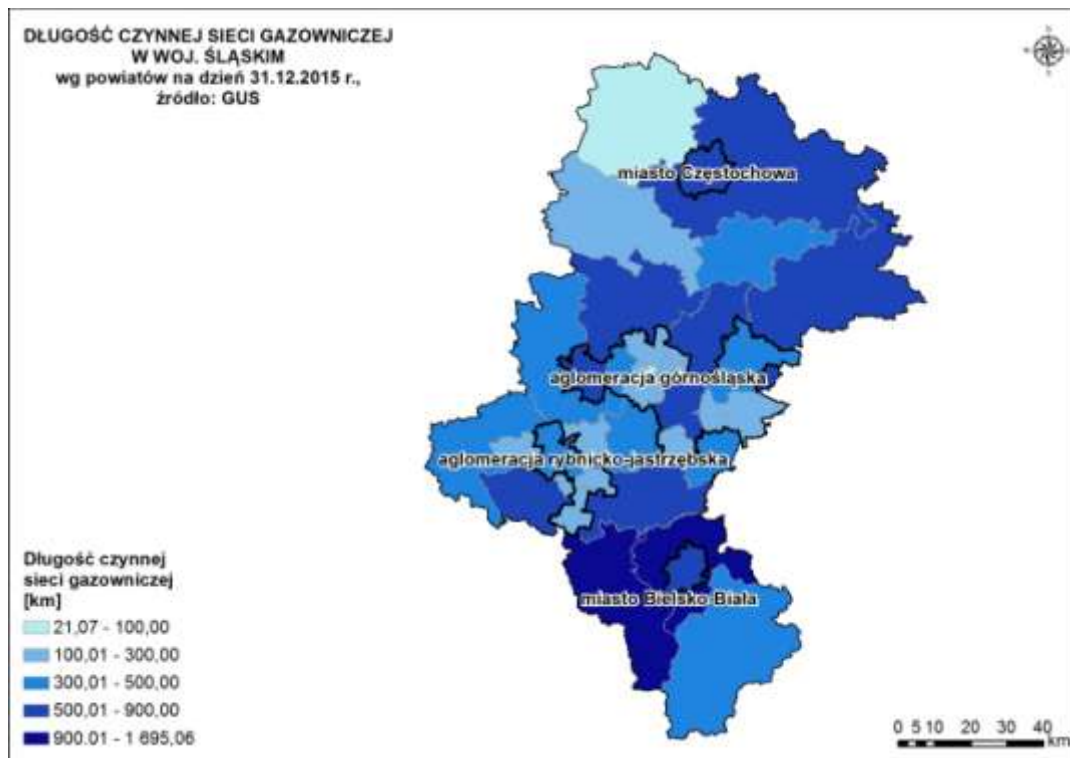 DŁUGOŚĆ CZYNNEJ SIECI GAZOWNICZEJ
W WOJ. ŚLĄSKIM
wg powiatów na dzień 31.12.2015 r.,
źródło: GUS
miasto Częstochowa
aglomeracja górnośląska
aglomeracja rybnicko-jastrzębska
miasto Bielsko-Biała
Długość czynnej
sieci gazowniczej
[km]
21,07 - 100,00
100,01 - 300,00
300,01 - 500,00
500,01 - 900,00
900.01 - 1 695,06
0 5 10 20 30 40
km